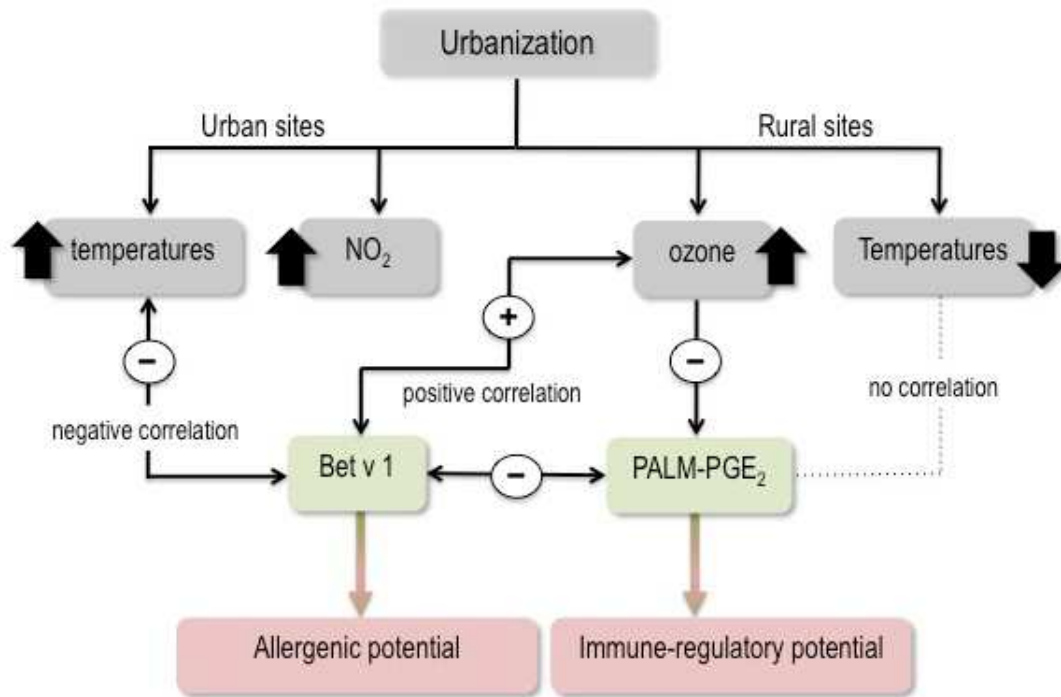 Urbanization
Urban sites
Rural sites
temperatures
NO₂
ozone
Temperatures
−
+
−
positive correlation
no correlation
negative correlation
Bet v 1
−
PALM-PGE₂
Allergenic potential
Immune-regulatory potential